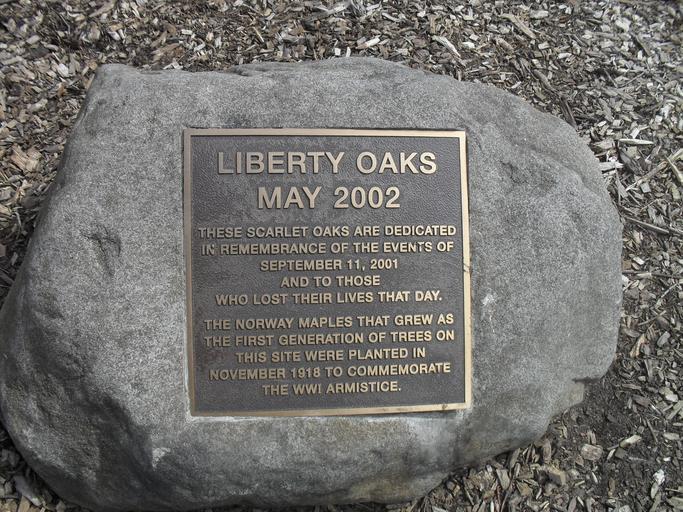 LIBERTY OAKS
MAY 2002
THESE SCARLET OAKS ARE DEDICATED
IN REMEMBRANCE OF THE EVENTS OF
SEPTEMBER 11, 2001
AND TO THOSE
WHO LOST THEIR LIVES THAT DAY.
THE NORWAY MAPLES THAT GREW AS
THE FIRST GENERATION OF TREES ON
THIS SITE WERE PLANTED IN
NOVEMBER 1918 TO COMMEMORATE
THE WWI ARMISTICE.